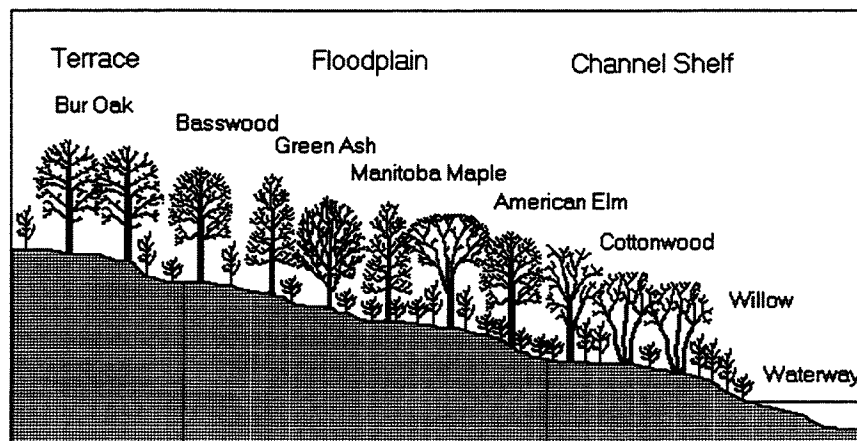 Terrace Floodplain Channel Shelf
Bur Oak
Basswood
Green Ash
Manitoba Maple
American Elm
Cottonwood
Willow
Waterway